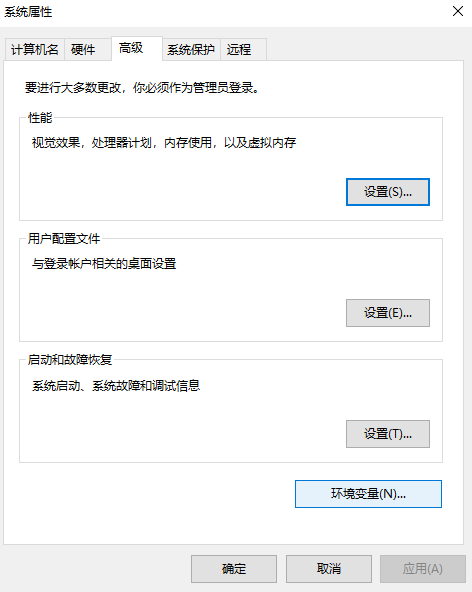 系统属性
计算机名 硬件 高级 系统保护 远程
要进行大多数更改，你必须作为管理员登录。
性能
视觉效果，处理器计划，内存使用，以及虚拟内存
设置(S)...
用户配置文件
与登录帐户相关的桌面设置
设置(E)...
启动和故障恢复
系统启动、系统故障和调试信息
设置(T)...
环境变量(N)...
确定 取消 应用(A)